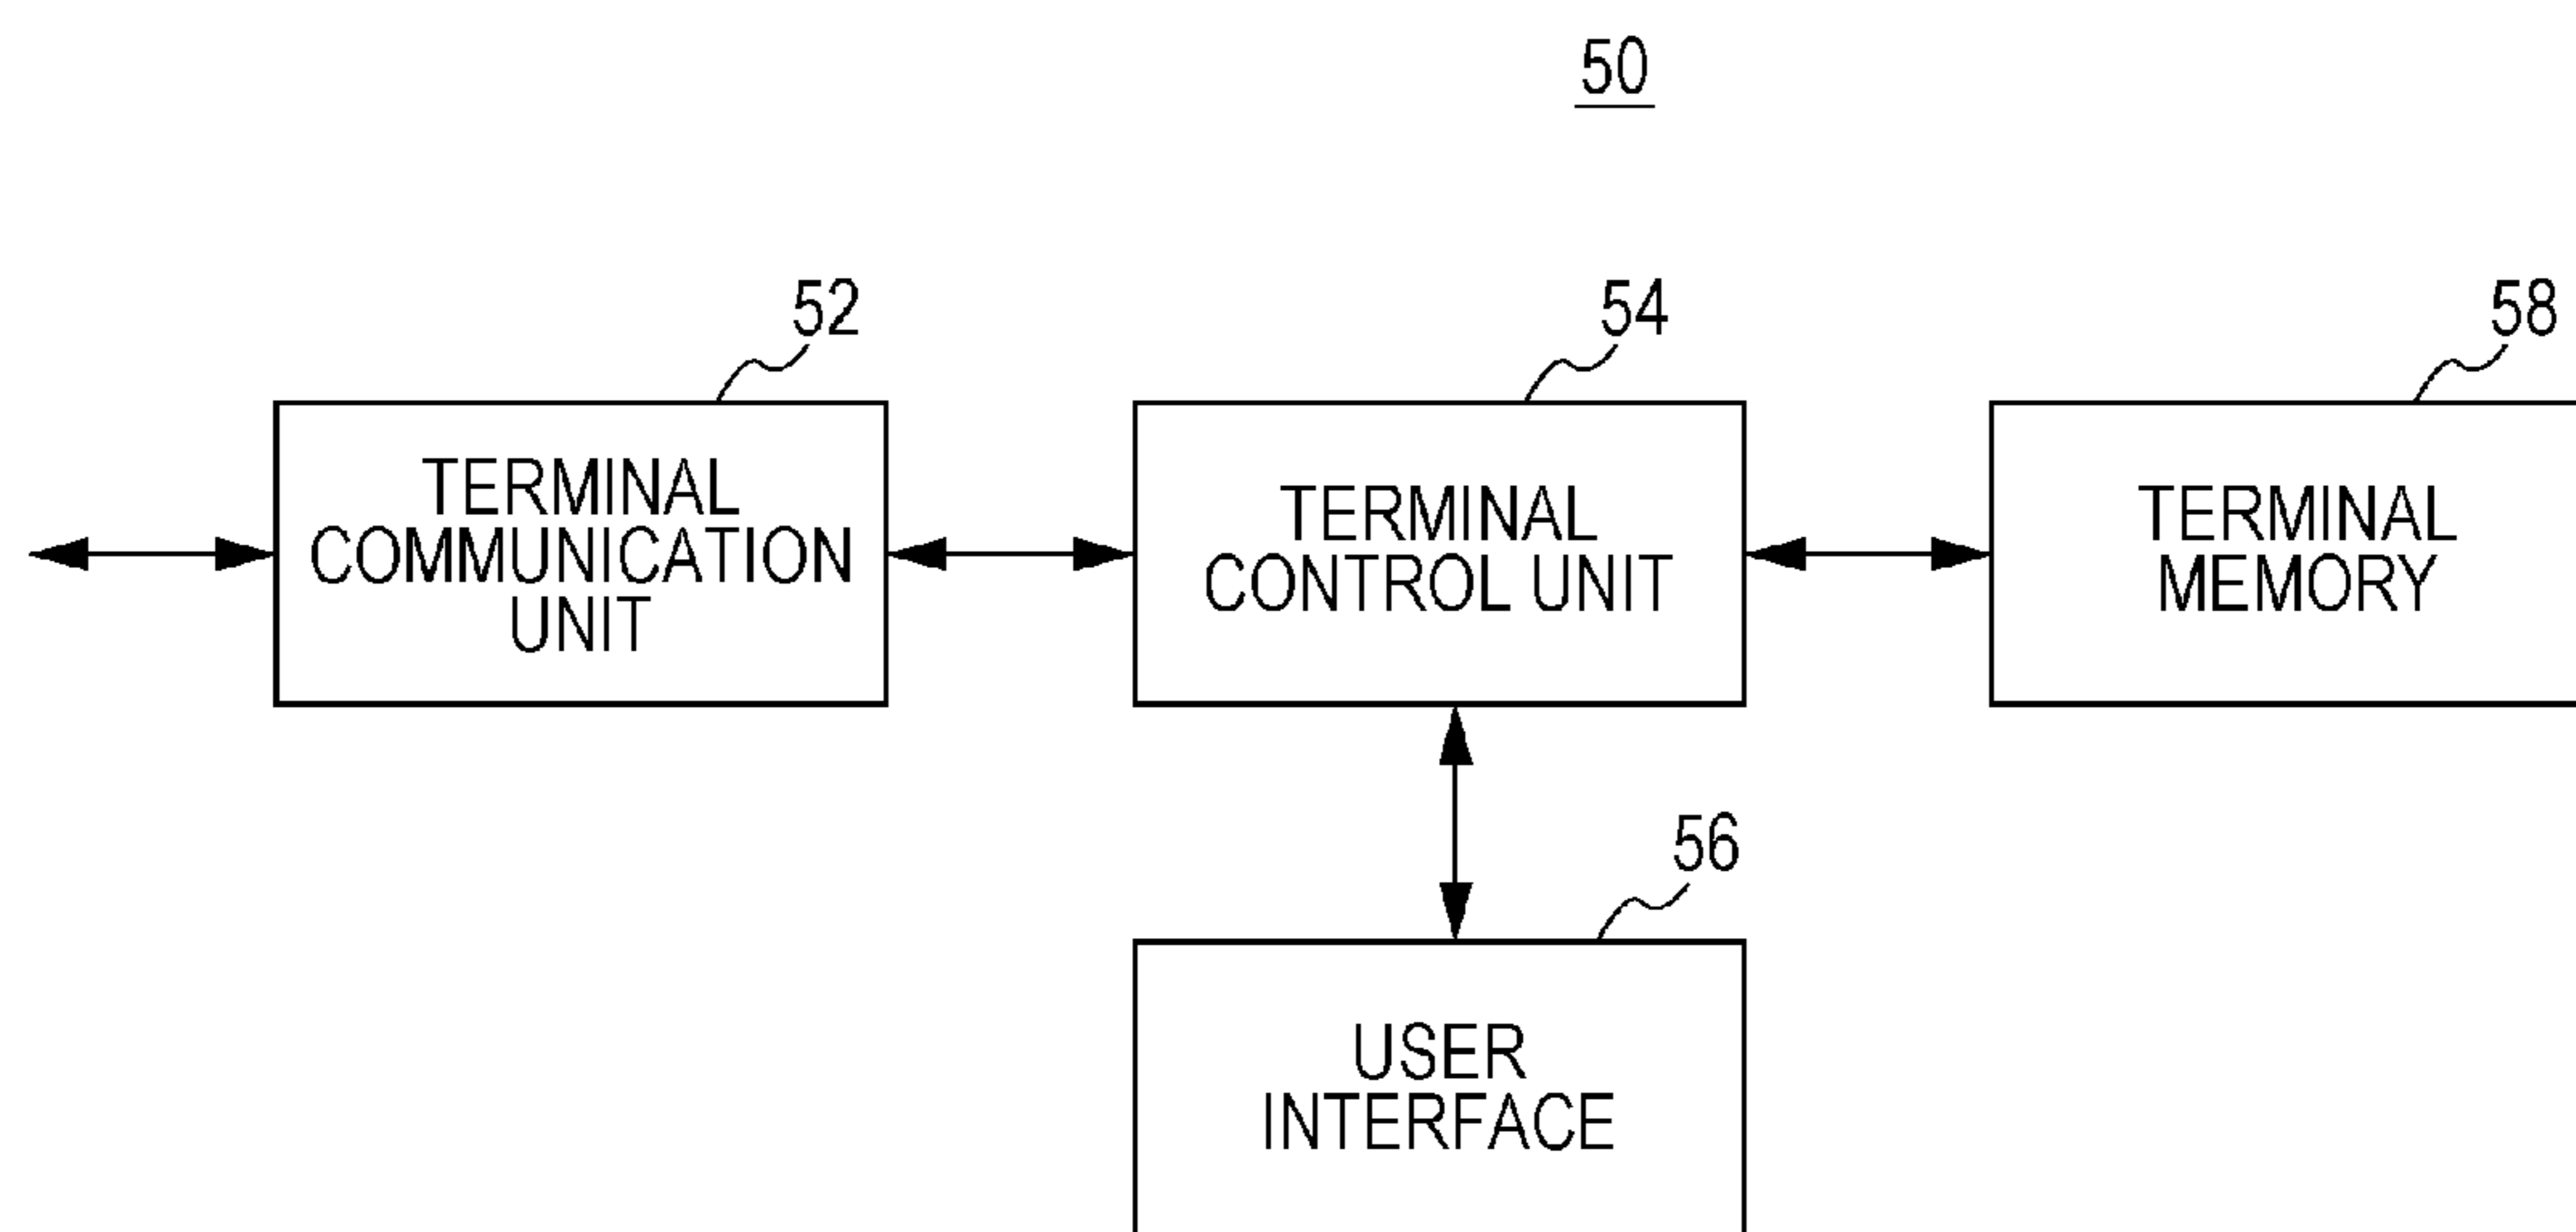 50
52
54
58
TERMINAL
COMMUNICATION
UNIT
TERMINAL
CONTROL UNIT
TERMINAL
MEMORY
56
USER
INTERFACE